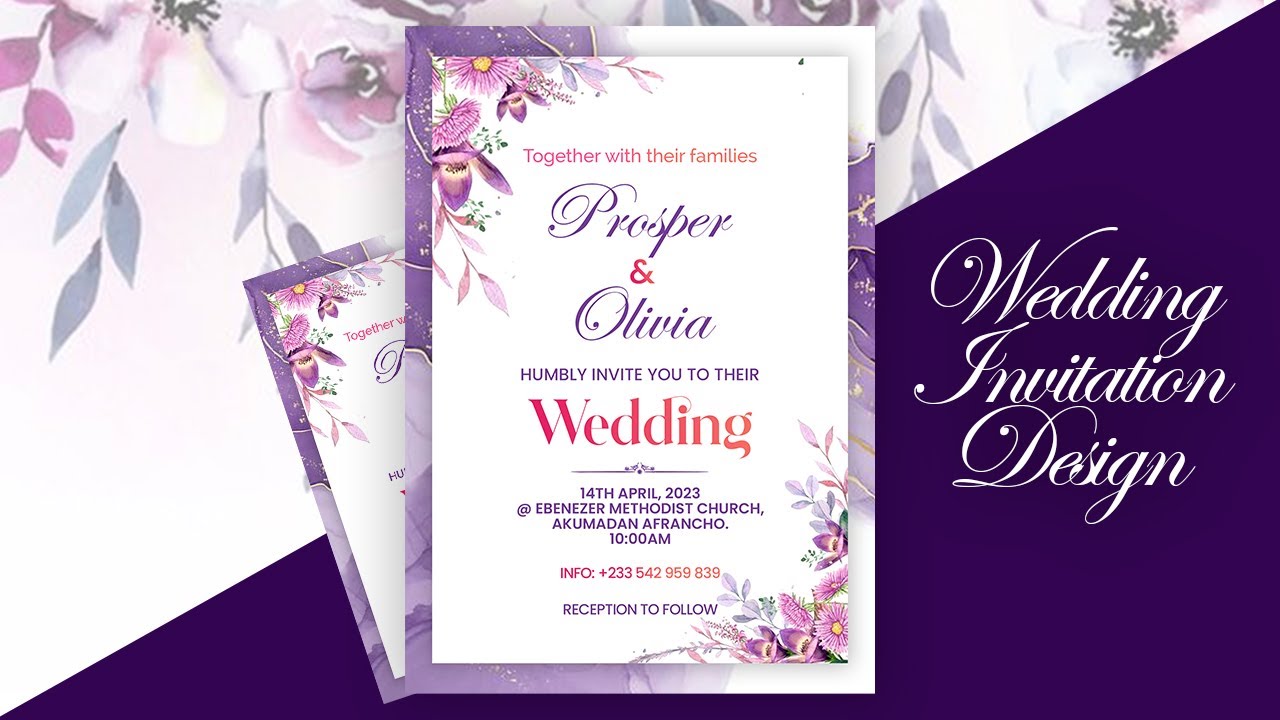 Together with their families
Prosper
&
Olivia
HUMBLY INVITE YOU TO THEIR
Wedding
14TH APRIL, 2023
@ EBENEZER METHODIST CHURCH,
AKUMADAN AFRANCHO.
10:00AM
INFO: +233 542 959 839
RECEPTION TO FOLLOW
Together
Wedding
Invitation
Design